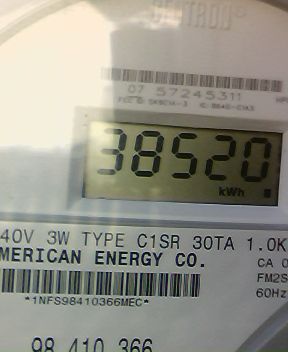 07 57245311
38520
kWh
40V 3W TYPE C1SR 30TA 1.0K
MERICAN ENERGY CO.
CA 0
FM2S
60Hz
*1NFS98410366MEC*
98 410 366